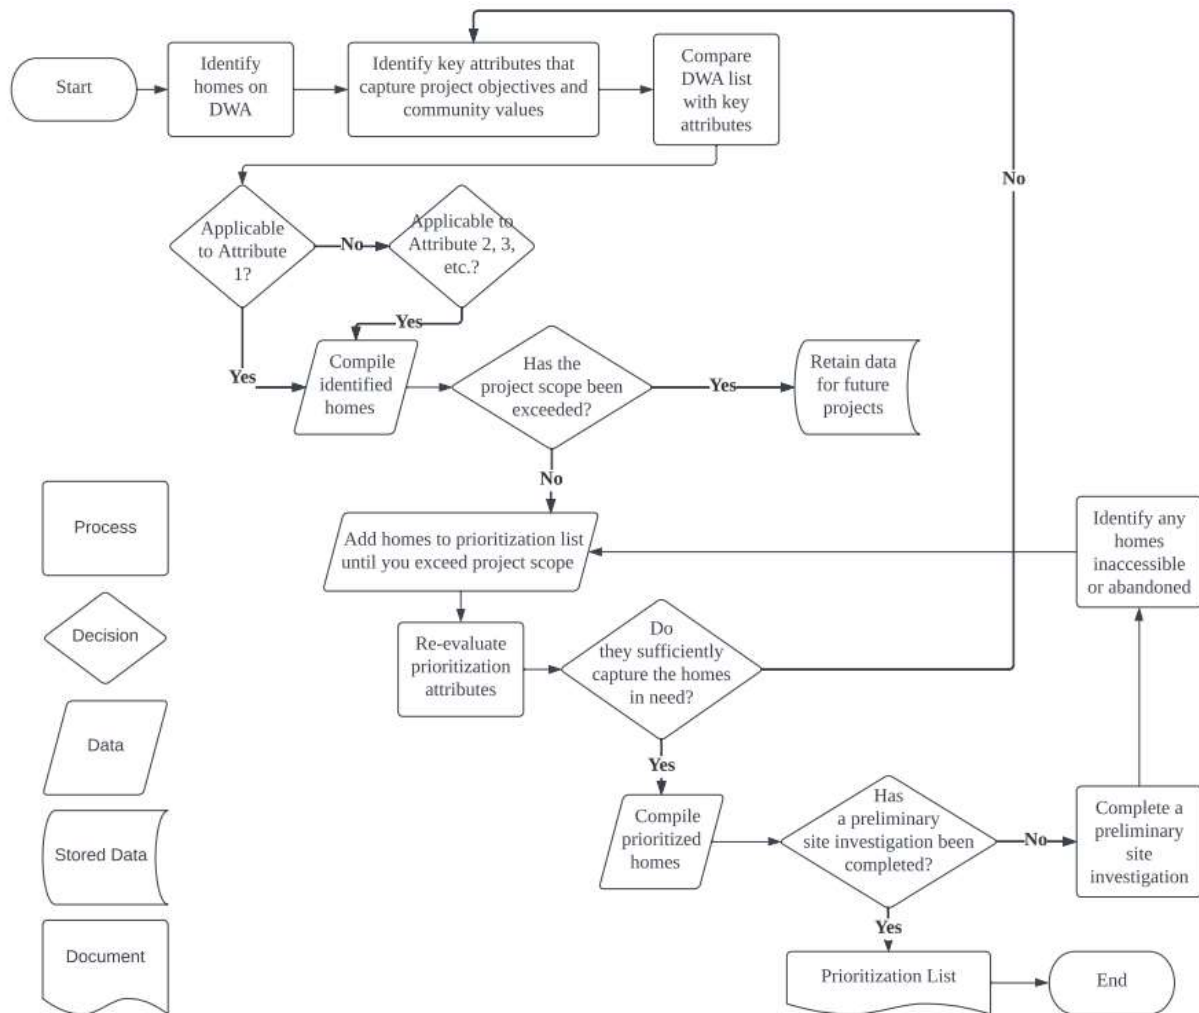 Start
Identify
homes on
DWA
Identify key attributes that
capture project objectives and
community values
Compare
DWA list
with key
attributes
No
Applicable
to Attribute
1?
No
Applicable to
Attribute 2, 3,
etc.?
Yes
Yes
Compile
identified
homes
Has the
project scope been
exceeded?
Yes
Retain data
for future
projects
No
Add homes to prioritization list
until you exceed project scope
Identify any
homes
inaccessible
or abandoned
Re-evaluate
prioritization
attributes
Do
they sufficiently
capture the homes
in need?
Yes
Compile
prioritized
homes
Has
a preliminary
site investigation been
completed?
No
Complete a
preliminary
site
investigation
Yes
Prioritization List
End
Process
Decision
Data
Stored Data
Document